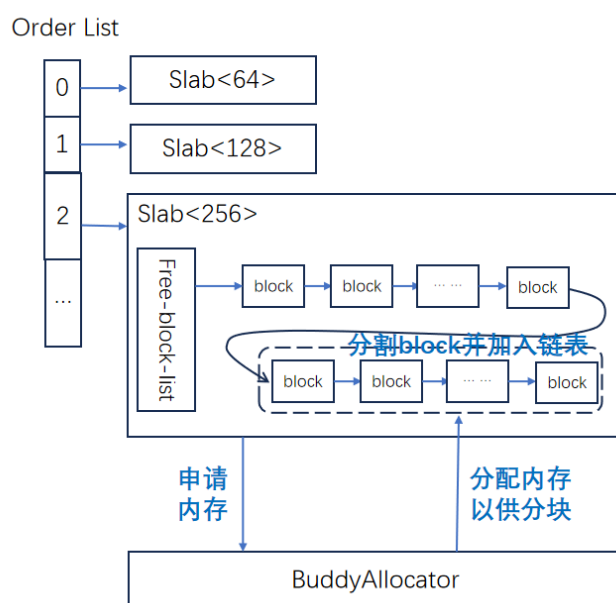 Order List
0
Slab<64>
1
Slab<128>
2
Slab<256>
...
Free-block-list
block
block
... ...
block
分割block并加入链表
block
block
... ...
block
申请
内存
分配内存
以供分块
BuddyAllocator